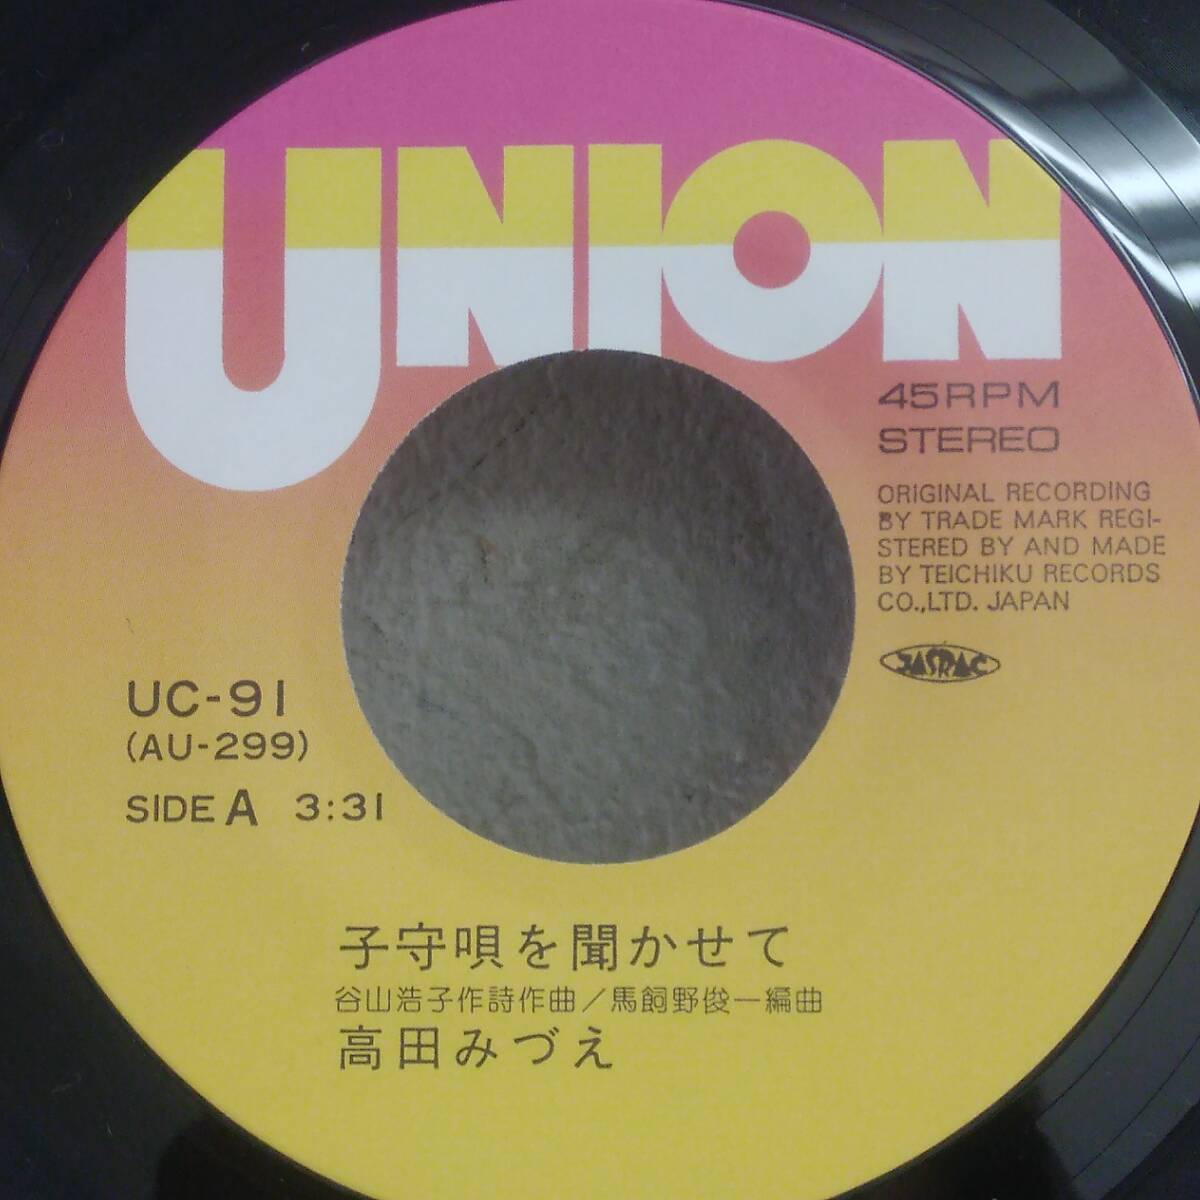 UNION
45RPM
STEREO
ORIGINAL RECORDING
BY TRADE MARK REGI-
STERED BY AND MADE
BY TEICHIKU RECORDS
CO.,LTD. JAPAN
JASRAC
UC-91
(AU-299)
SIDE A 3:31
子守唄を聞かせて
谷山浩子作詩作曲/馬飼野俊一編曲
高田みづえ